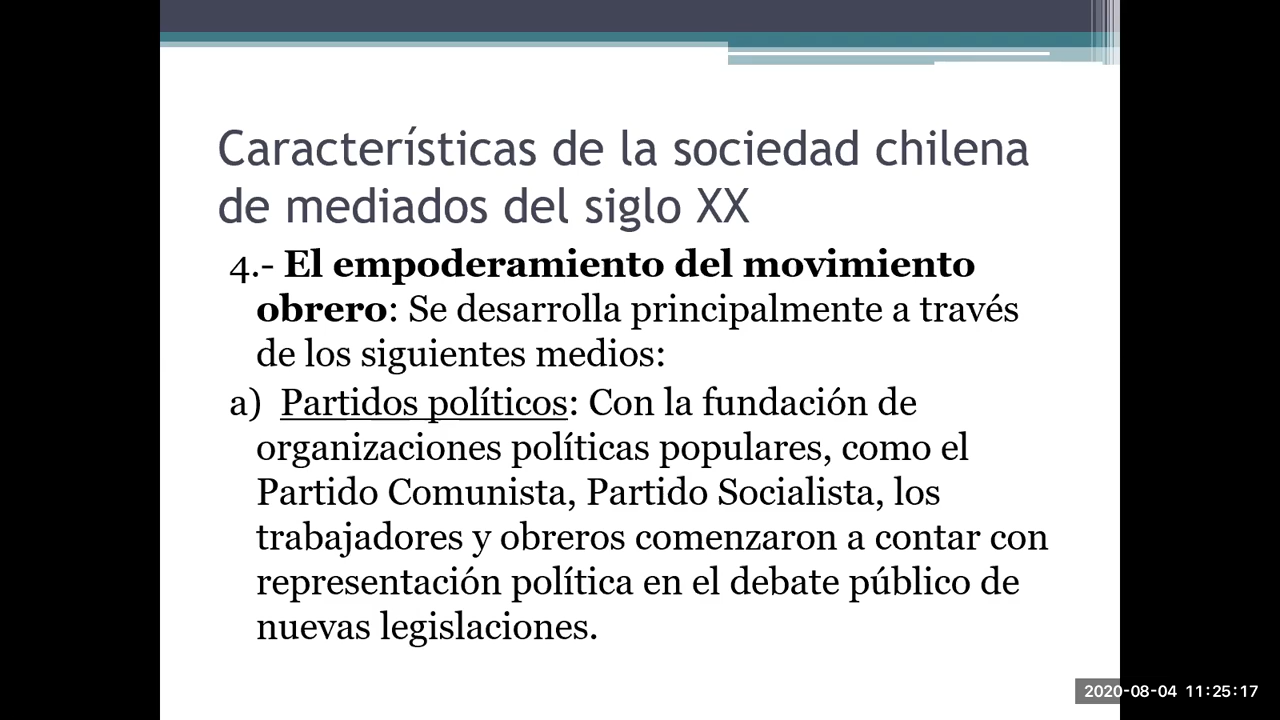 Características de la sociedad chilena
de mediados del siglo XX
4.- El empoderamiento del movimiento
obrero: Se desarrolla principalmente a través
de los siguientes medios:
a) Partidos políticos: Con la fundación de
organizaciones políticas populares, como el
Partido Comunista, Partido Socialista, los
trabajadores y obreros comenzaron a contar con
representación política en el debate público de
nuevas legislaciones.
2020-08-04 11:25:17